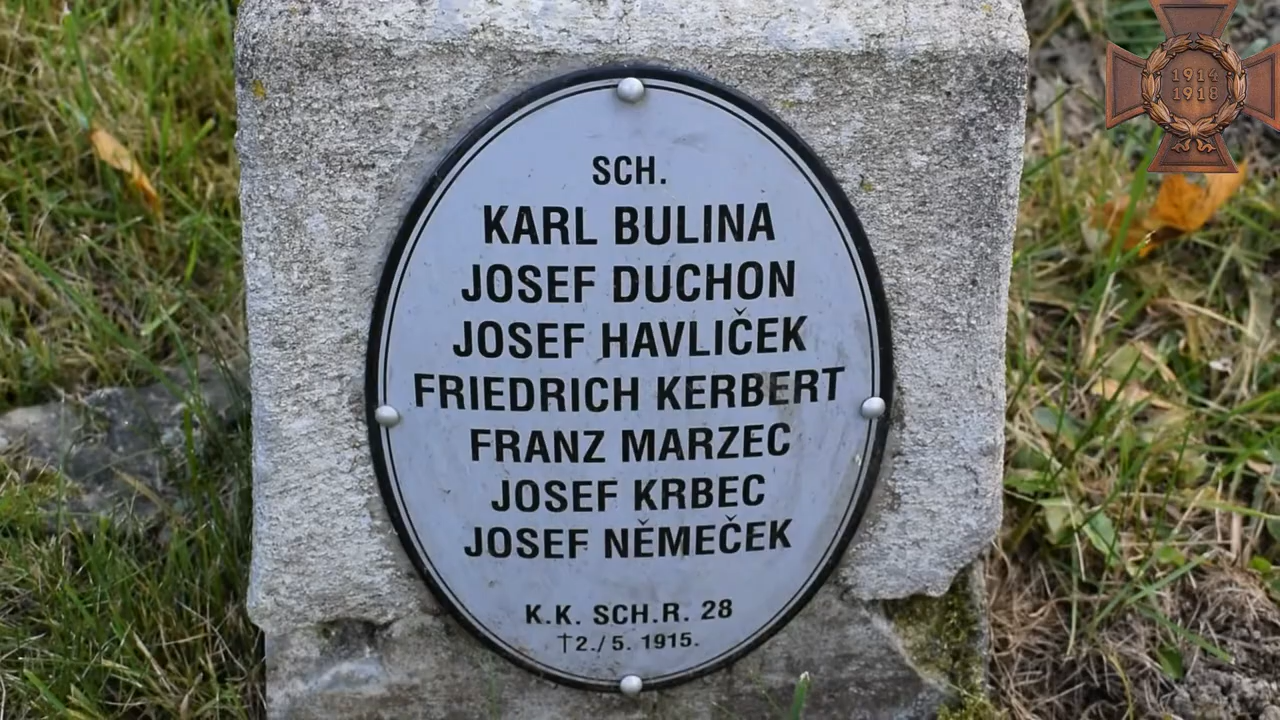 SCH.
KARL BULINA
JOSEF DUCHON
JOSEF HAVLIČEK
FRIEDRICH KERBERT
FRANZ MARZEC
JOSEF KRBEC
JOSEF NĚMEČEK
K.K. SCH.R. 28
†2./5. 1915.
1914
1918